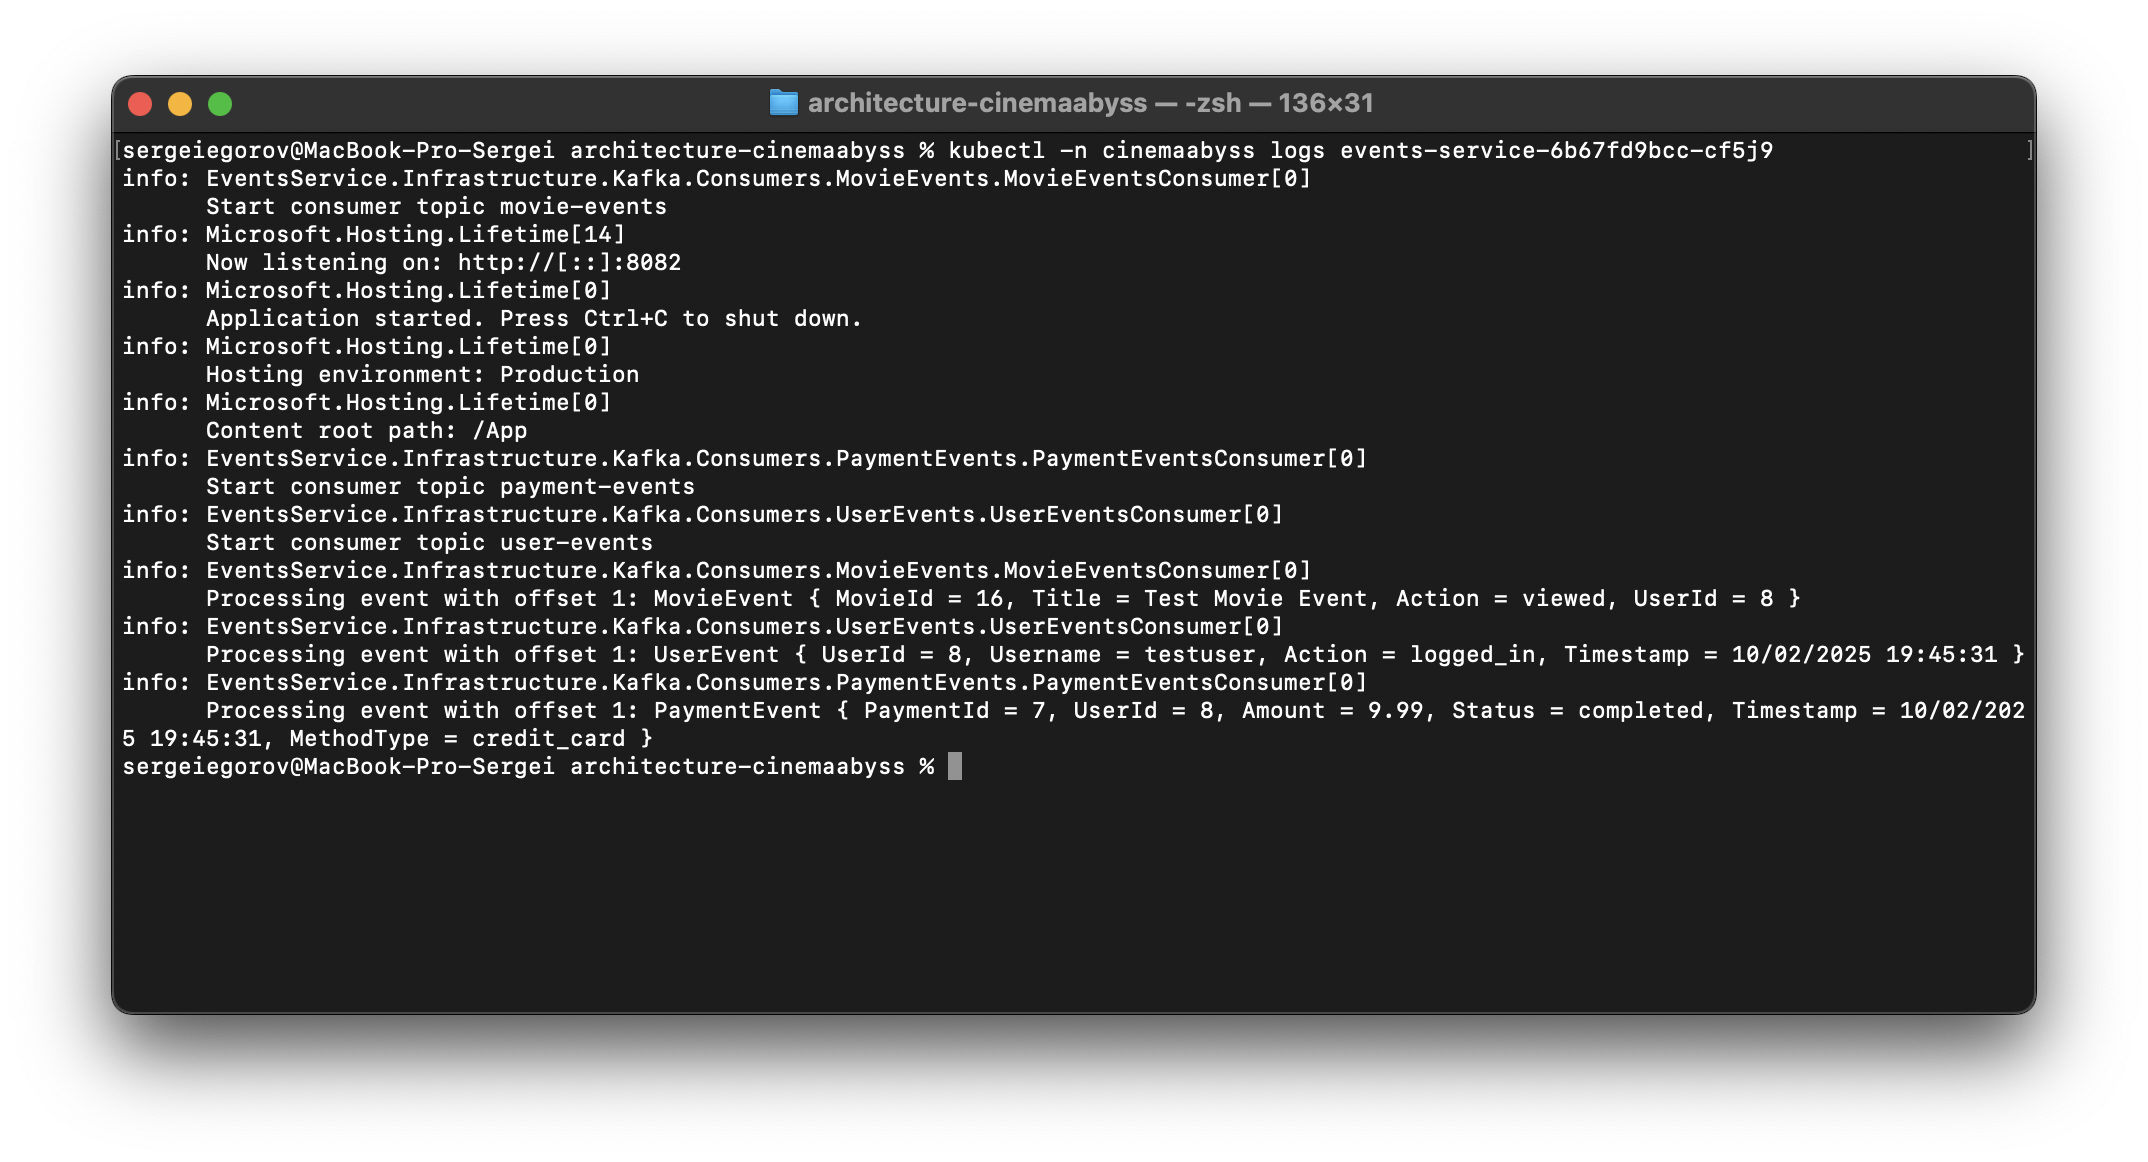 architecture-cinemaabyss — -zsh — 136×31
[sergeiegorov@MacBook-Pro-Sergei architecture-cinemaabyss % kubectl -n cinemaabyss logs events-service-6b67fd9bcc-cf5j9 ]
info: EventsService.Infrastructure.Kafka.Consumers.MovieEvents.MovieEventsConsumer[0]
      Start consumer topic movie-events
info: Microsoft.Hosting.Lifetime[14]
      Now listening on: http://[::]:8082
info: Microsoft.Hosting.Lifetime[0]
      Application started. Press Ctrl+C to shut down.
info: Microsoft.Hosting.Lifetime[0]
      Hosting environment: Production
info: Microsoft.Hosting.Lifetime[0]
      Content root path: /App
info: EventsService.Infrastructure.Kafka.Consumers.PaymentEvents.PaymentEventsConsumer[0]
      Start consumer topic payment-events
info: EventsService.Infrastructure.Kafka.Consumers.UserEvents.UserEventsConsumer[0]
      Start consumer topic user-events
info: EventsService.Infrastructure.Kafka.Consumers.MovieEvents.MovieEventsConsumer[0]
      Processing event with offset 1: MovieEvent { MovieId = 16, Title = Test Movie Event, Action = viewed, UserId = 8 }
info: EventsService.Infrastructure.Kafka.Consumers.UserEvents.UserEventsConsumer[0]
      Processing event with offset 1: UserEvent { UserId = 8, Username = testuser, Action = logged_in, Timestamp = 10/02/2025 19:45:31 }
info: EventsService.Infrastructure.Kafka.Consumers.PaymentEvents.PaymentEventsConsumer[0]
      Processing event with offset 1: PaymentEvent { PaymentId = 7, UserId = 8, Amount = 9.99, Status = completed, Timestamp = 10/02/202
5 19:45:31, MethodType = credit_card }
sergeiegorov@MacBook-Pro-Sergei architecture-cinemaabyss %